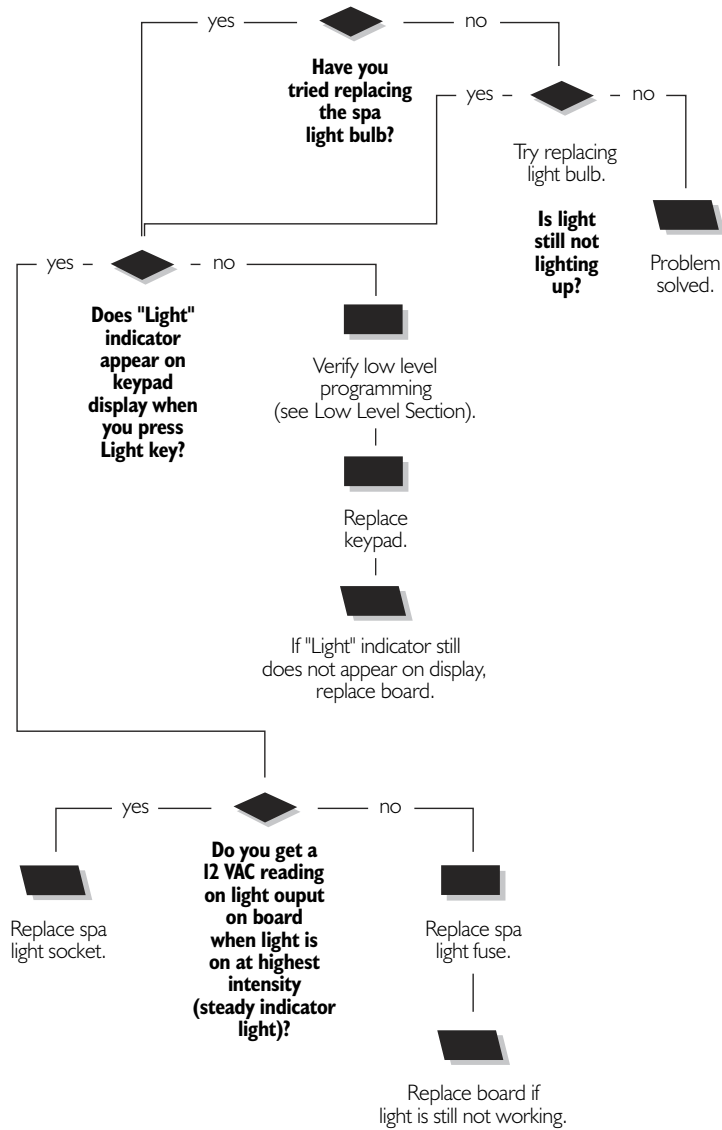 yes
no
Have you
tried replacing
the spa
light bulb?
yes
no
Try replacing
light bulb.
Is light
still not
lighting
up?
Problem
solved.
yes
no
Does "Light"
indicator
appear on
keypad
display when
you press
Light key?
Verify low level
programming
(see Low Level Section).
Replace
keypad.
If "Light" indicator still
does not appear on display,
replace board.
yes
no
Do you get a
12 VAC reading
on light ouput
on board
when light is
on at highest
intensity
(steady indicator
light)?
Replace spa
light socket.
Replace spa
light fuse.
Replace board if
light is still not working.